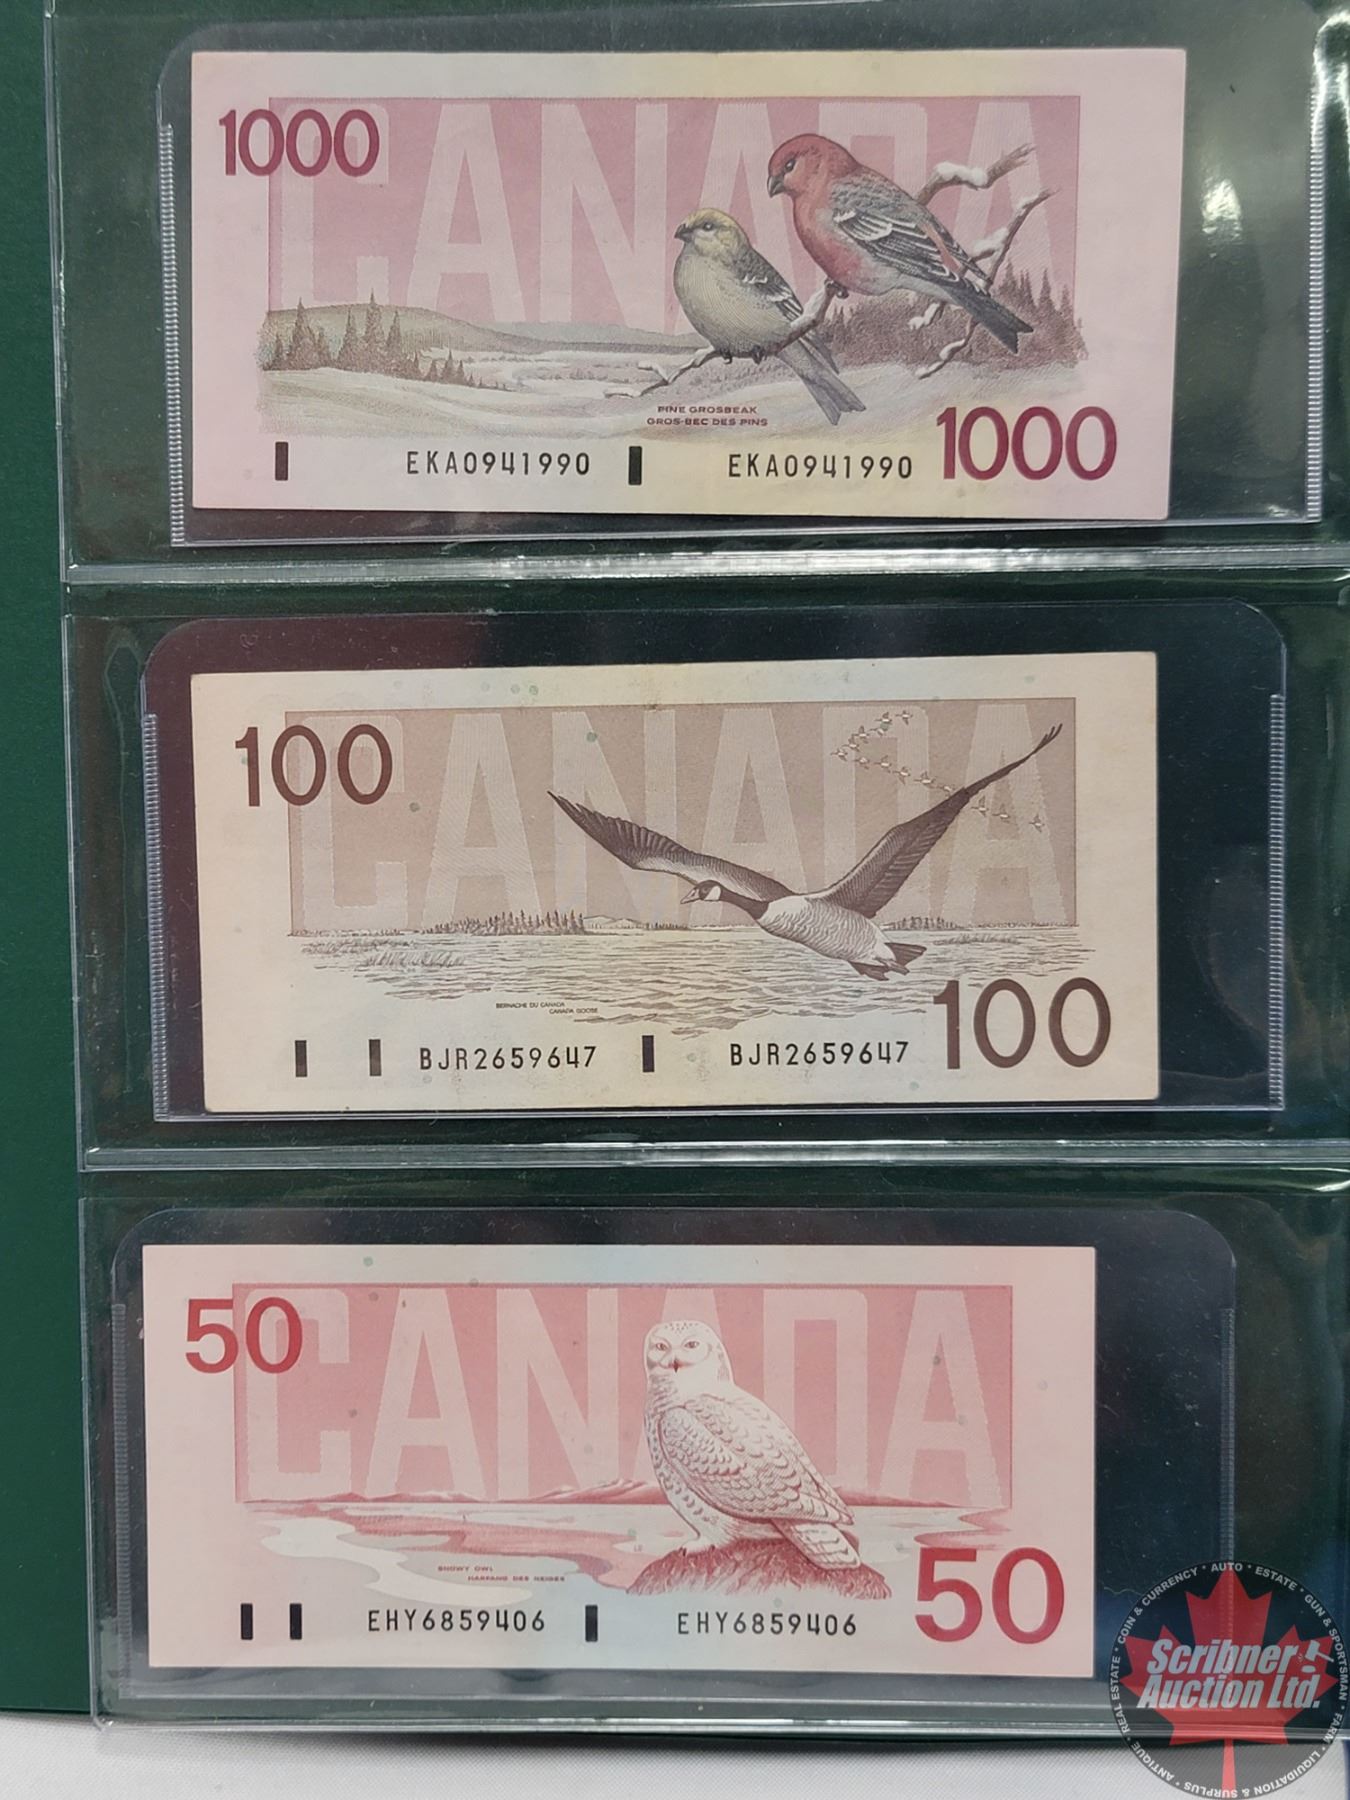 CANADA
1000
PINE GROSBEAK
GROS-BEC DES PINS
EKA0941990
EKA0941990
1000
CANADA
100
BERNACHE DU CANADA
CANADA GOOSE
BJR2659647
BJR2659647
100
CANADA
50
SNOWY OWL
HARFANG DES NEIGES
EHY6859406
EHY6859406
50
Scribner
Auction Ltd.
COIN & CURRENCY • AUTO • ESTATE • GUN & SPORTSMAN • FARM • LIQUIDATION & SURPLUS • ANTIQUE • REAL ESTATE •